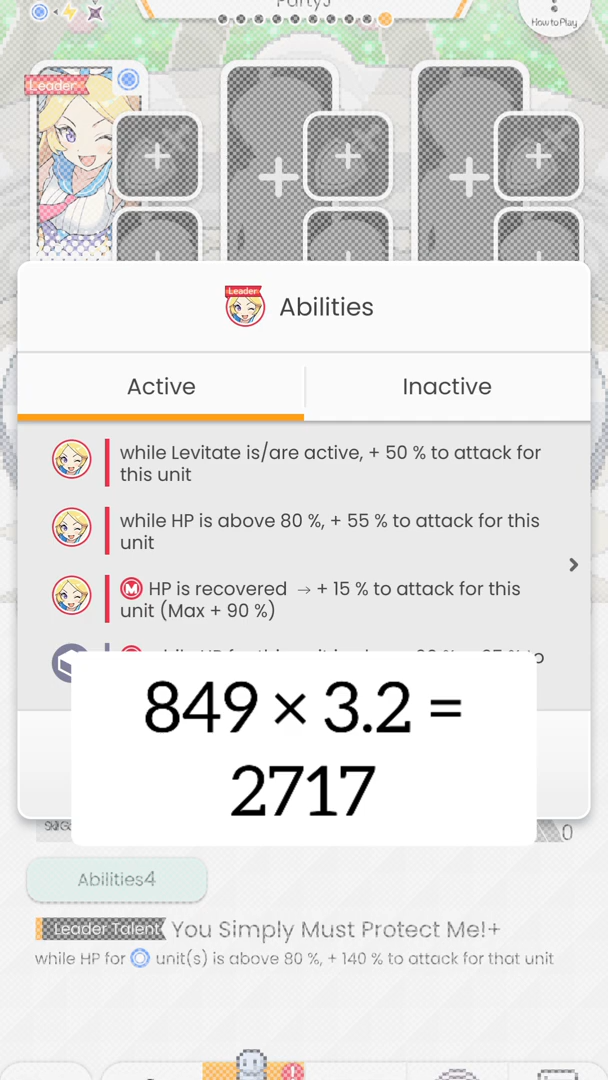 Party3
How to Play
Leader
Leader
Abilities
Active
Inactive
while Levitate is/are active, + 50 % to attack for
this unit
while HP is above 80 %, + 55 % to attack for this
unit
M HP is recovered → + 15 % to attack for this
unit (Max + 90 %)
849 × 3.2 =
2717
0
Abilities4
Leader Talent You Simply Must Protect Me!+
while HP for unit(s) is above 80 %, + 140 % to attack for that unit